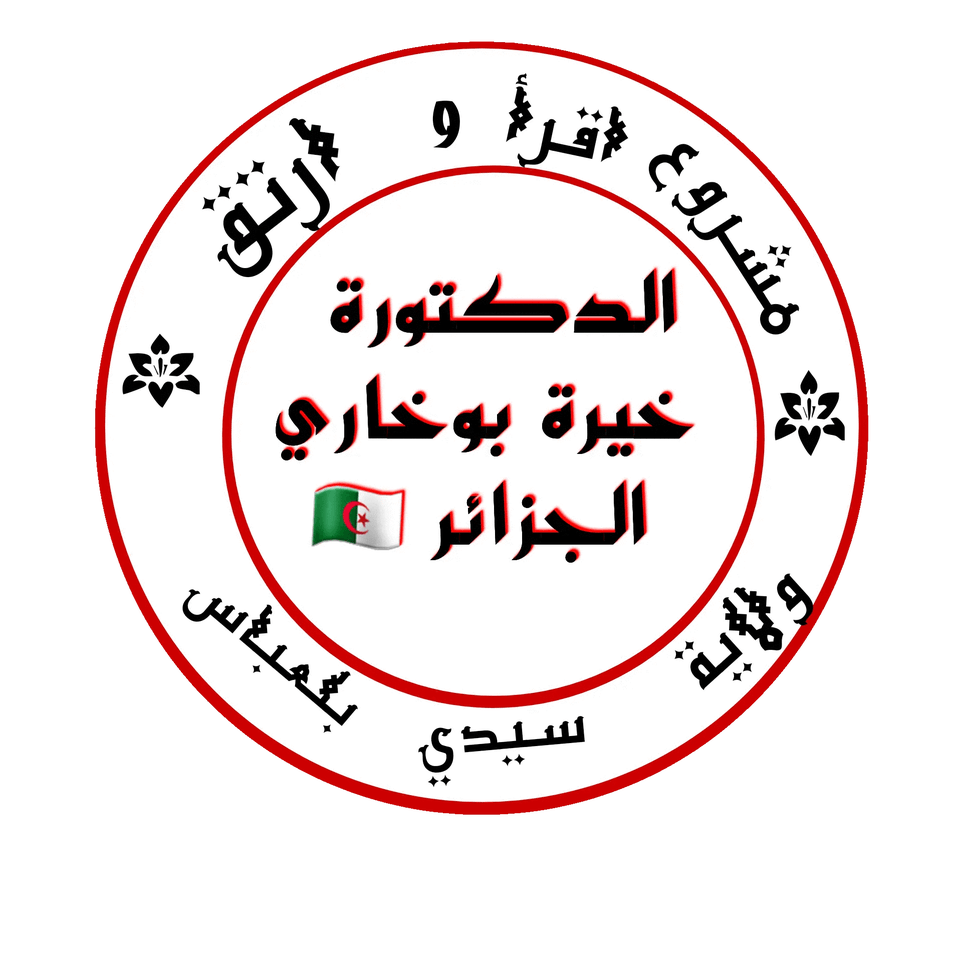 مشروع اقرأ و ارتق
الدكتورة
خيرة بوخاري
الجزائر 🇩🇿
ولاية سيدي بلعباس